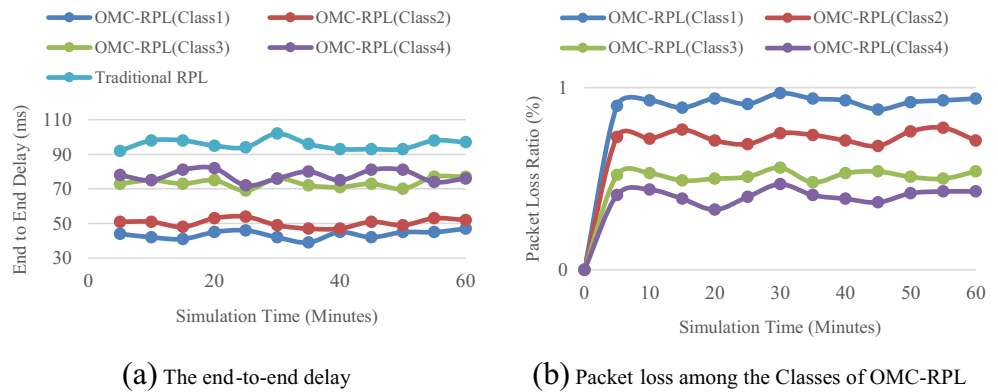 OMC-RPL(Class1) OMC-RPL(Class2)
OMC-RPL(Class3) OMC-RPL(Class4)
Traditional RPL
End to End Delay (ms)
110
90
70
50
30
0 20 40 60
Simulation Time (Minutes)
(a) The end-to-end delay
OMC-RPL(Class1) OMC-RPL(Class2)
OMC-RPL(Class3) OMC-RPL(Class4)
Packet Loss Ratio (%)
1
0
0 10 20 30 40 50 60
Simulation Time (Minutes)
(b) Packet loss among the Classes of OMC-RPL